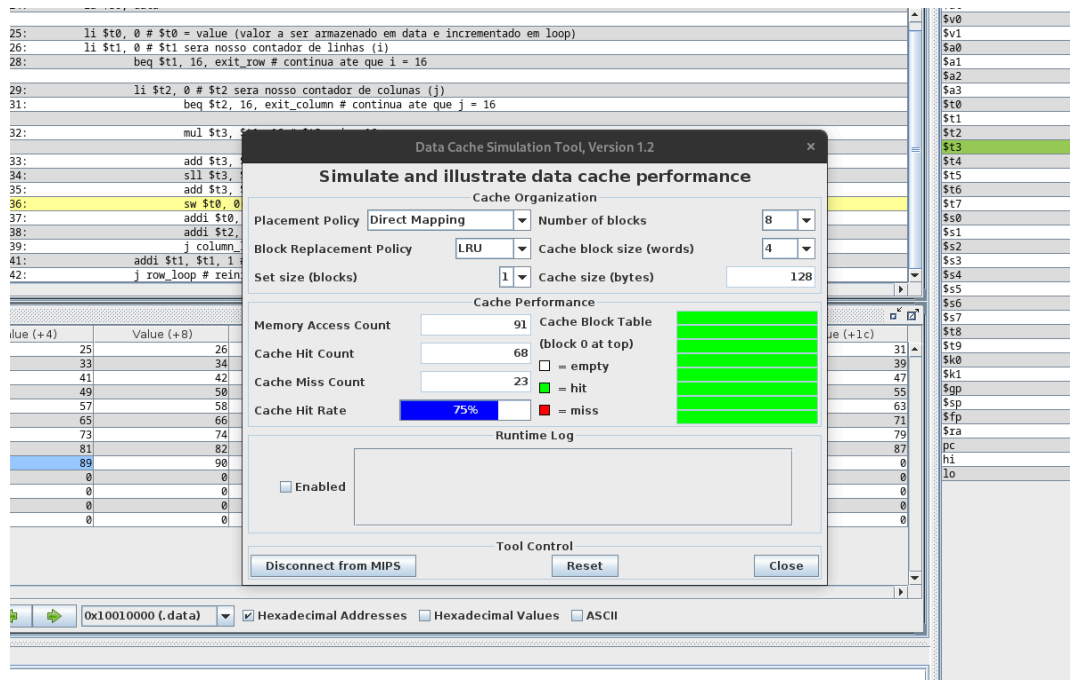 25: li $t0, 0 # $t0 = value (valor a ser armazenado em data e incrementado em loop)
26: li $t1, 0 # $t1 sera nosso contador de linhas (i)
28: beq $t1, 16, exit_row # continua ate que i = 16
29: li $t2, 0 # $t2 sera nosso contador de colunas (j)
31: beq $t2, 16, exit_column # continua ate que j = 16
32: mul $t3,
33: add $t3,
34: sll $t3,
35: add $t3,
36: sw $t0, 0
37: addi $t0,
38: addi $t2,
39: j column_
41: addi $t1, $t1, 1
42: j row_loop # rein
Data Cache Simulation Tool, Version 1.2 ×
Simulate and illustrate data cache performance
Cache Organization
Placement Policy Direct Mapping Number of blocks 8
Block Replacement Policy LRU Cache block size (words) 4
Set size (blocks) 1 Cache size (bytes) 128
Cache Performance
Memory Access Count 91 Cache Block Table
(block 0 at top)
Cache Hit Count 68
= empty
Cache Miss Count 23
= hit
Cache Hit Rate 75% = miss
Runtime Log
Enabled
Tool Control
Disconnect from MIPS Reset Close
lue (+4) Value (+8) ue (+1c)
25 26 31
33 34 39
41 42 47
49 50 55
57 58 63
65 66 71
73 74 79
81 82 87
89 90 0
0 0 0
0 0 0
0 0 0
0 0 0
0x10010000 (.data) Hexadecimal Addresses Hexadecimal Values ASCII
$v0
$v1
$a0
$a1
$a2
$a3
$t0
$t1
$t2
$t3
$t4
$t5
$t6
$t7
$s0
$s1
$s2
$s3
$s4
$s5
$s6
$s7
$t8
$t9
$k0
$k1
$gp
$sp
$fp
$ra
pc
hi
lo